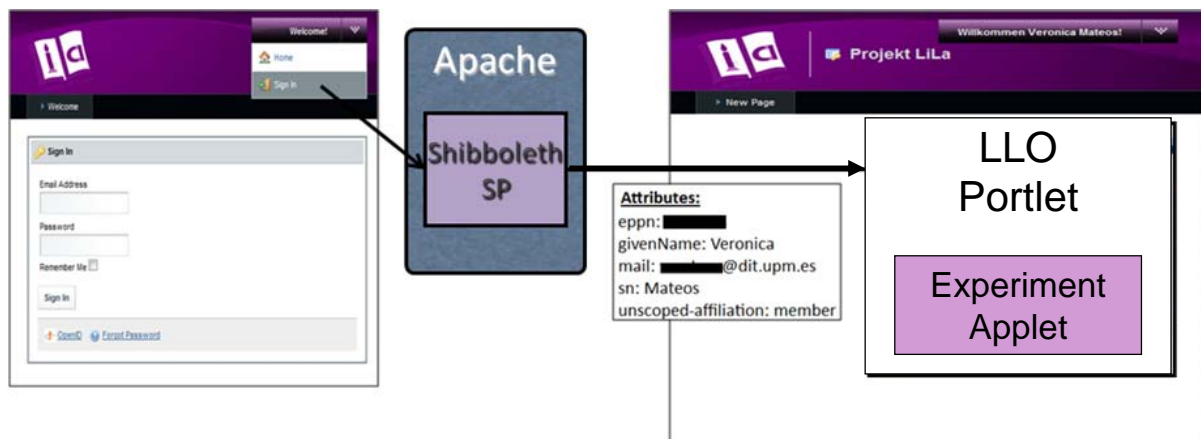 lila
Welcome!
Home
Sign In
Welcome
Sign In
Email Address
Password
Remember Me
Sign In
OpenID
Forgot Password
Apache
Shibboleth
SP
Attributes:
eppn:
givenName: Veronica
mail: @dit.upm.es
sn: Mateos
unscoped-affiliation: member
lila
Willkommen Veronica Mateos!
Projekt LiLa
New Page
LLO
Portlet
Experiment
Applet